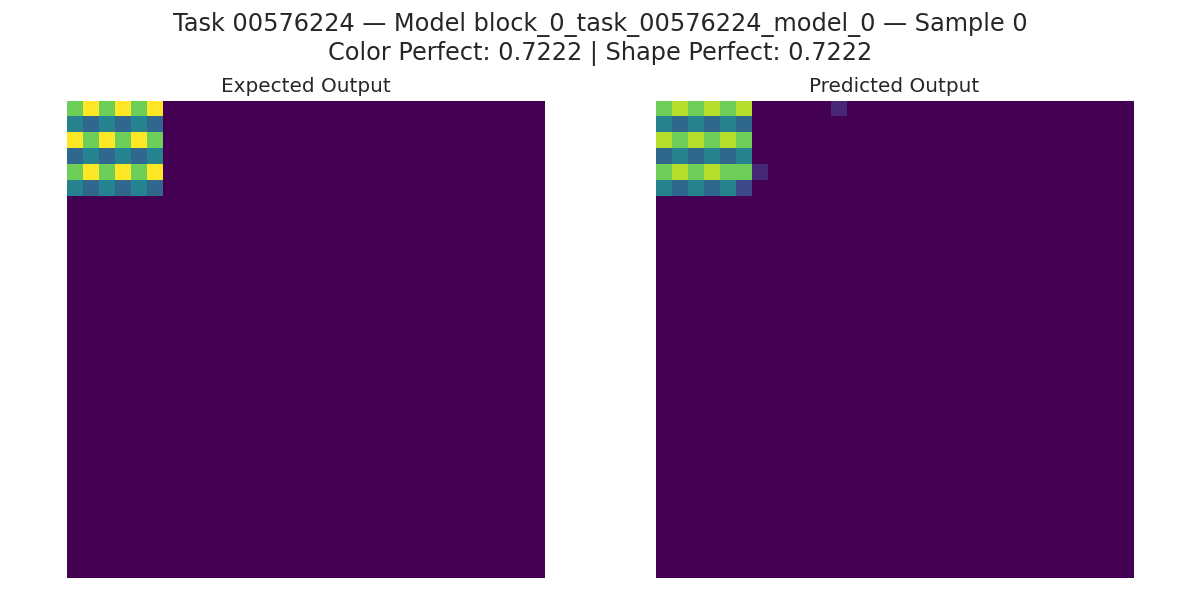 Task 00576224 — Model block_0_task_00576224_model_0 — Sample 0
Color Perfect: 0.7222 | Shape Perfect: 0.7222
Expected Output
Predicted Output